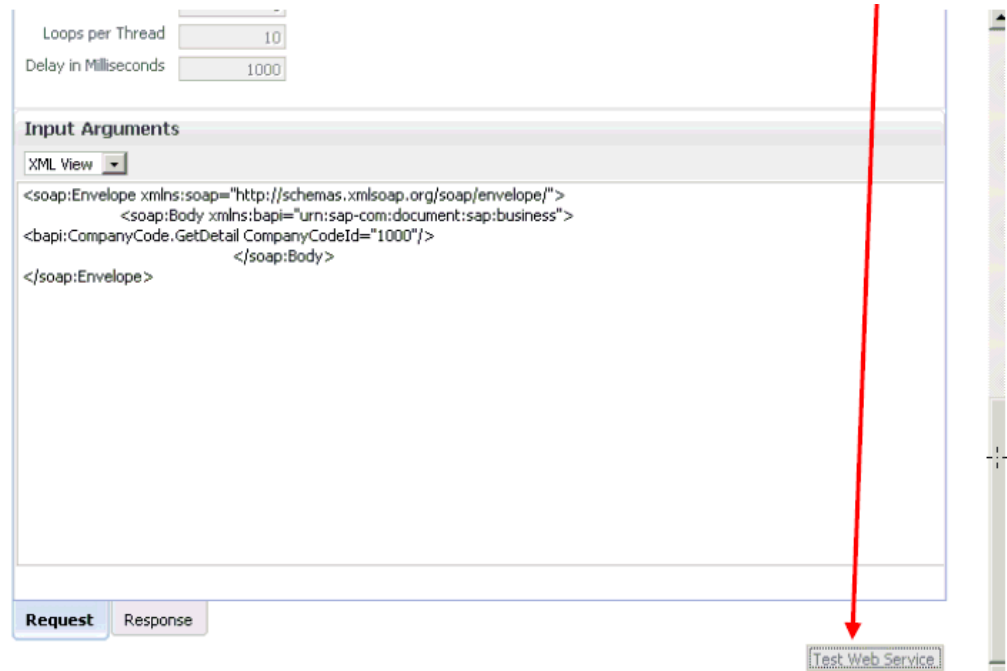 Loops per Thread 10
Delay in Milliseconds 1000
Input Arguments
XML View
<soap:Envelope xmlns:soap="http://schemas.xmlsoap.org/soap/envelope/">
<soap:Body xmlns:bapi="urn:sap-com:document:sap:business">
<bapi:CompanyCode.GetDetail CompanyCodeId="1000"/>
</soap:Body>
</soap:Envelope>
Request Response
Test Web Service